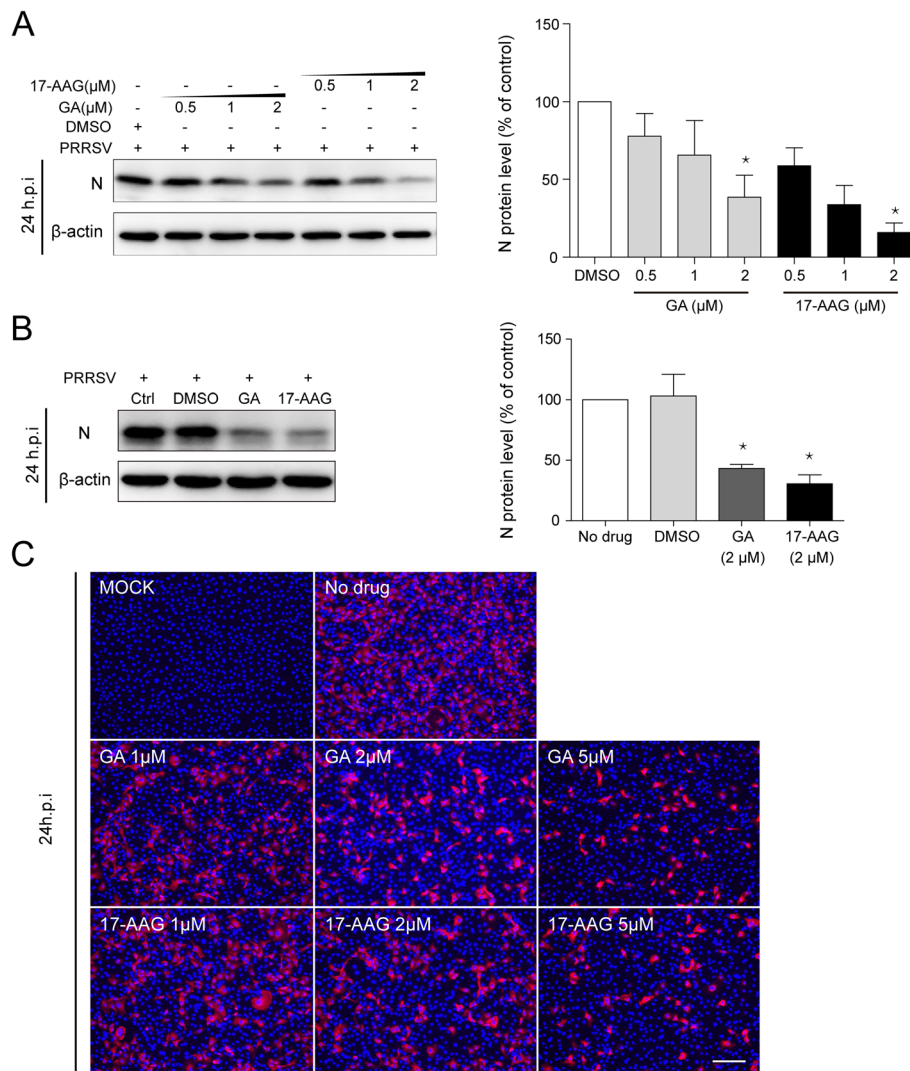 A
17-AAG(μM) - - - - 0.5 1 2
GA(μM) - 0.5 1 2 - - -
DMSO + - - - - - -
PRRSV + + + + + + +
24 h.p.i
N
β-actin
N protein level (% of control)
150
100
50
0
DMSO 0.5 1 2 0.5 1 2
GA (μM) 17-AAG (μM)
* *
B
PRRSV + + + +
Ctrl DMSO GA 17-AAG
24 h.p.i
N
β-actin
N protein level (% of control)
150
100
50
0
* *
No drug DMSO GA 17-AAG
(2 μM) (2 μM)
C
24h.p.i
MOCK No drug
GA 1μM GA 2μM GA 5μM
17-AAG 1μM 17-AAG 2μM 17-AAG 5μM